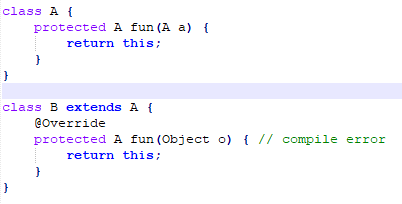 class A {
    protected A fun(A a) {
        return this;
    }
}

class B extends A {
    @Override
    protected A fun(Object o) { // compile error
        return this;
    }
}